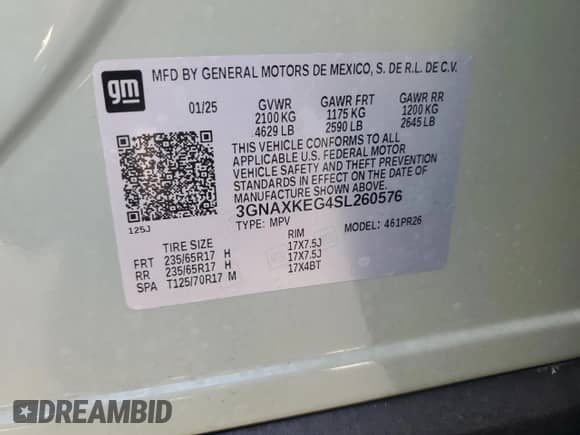 gm
MFD BY GENERAL MOTORS DE MEXICO, S. DE R.L. DE C.V.
01/25 GVWR GAWR FRT GAWR RR
2100 KG 1175 KG 1200 KG
4629 LB 2590 LB 2645 LB
THIS VEHICLE CONFORMS TO ALL
APPLICABLE U.S. FEDERAL MOTOR
VEHICLE SAFETY AND THEFT PREVENTION
STANDARDS IN EFFECT ON THE DATE OF
MANUFACTURE SHOWN ABOVE.
3GNAXKEG4SL260576
125J TYPE: MPV MODEL: 461PR26
TIRE SIZE RIM
FRT 235/65R17 H 17X7.5J
RR 235/65R17 H 17X7.5J
SPA T125/70R17 M 17X4BT
DREAMBID